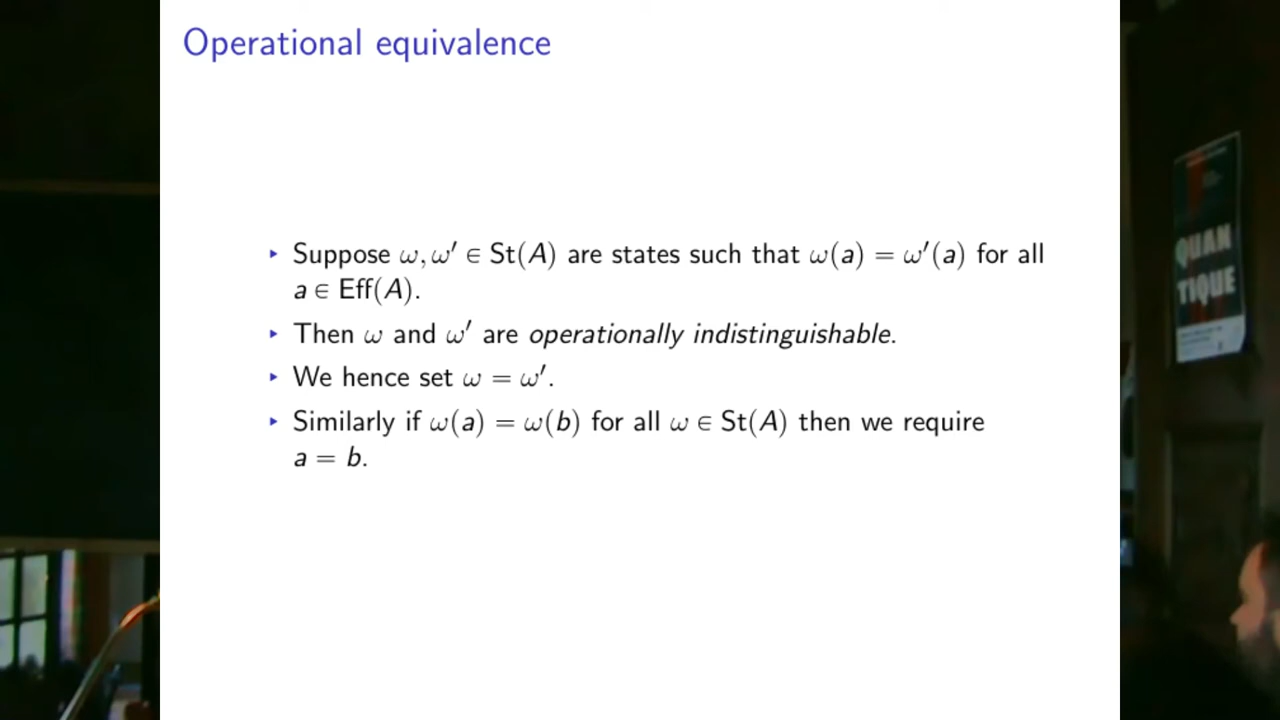 Operational equivalence
▸ Suppose ω, ω′ ∈ St(A) are states such that ω(a) = ω′(a) for all
a ∈ Eff(A).
▸ Then ω and ω′ are operationally indistinguishable.
▸ We hence set ω = ω′.
▸ Similarly if ω(a) = ω(b) for all ω ∈ St(A) then we require
a = b.
QUAN
TIQUE